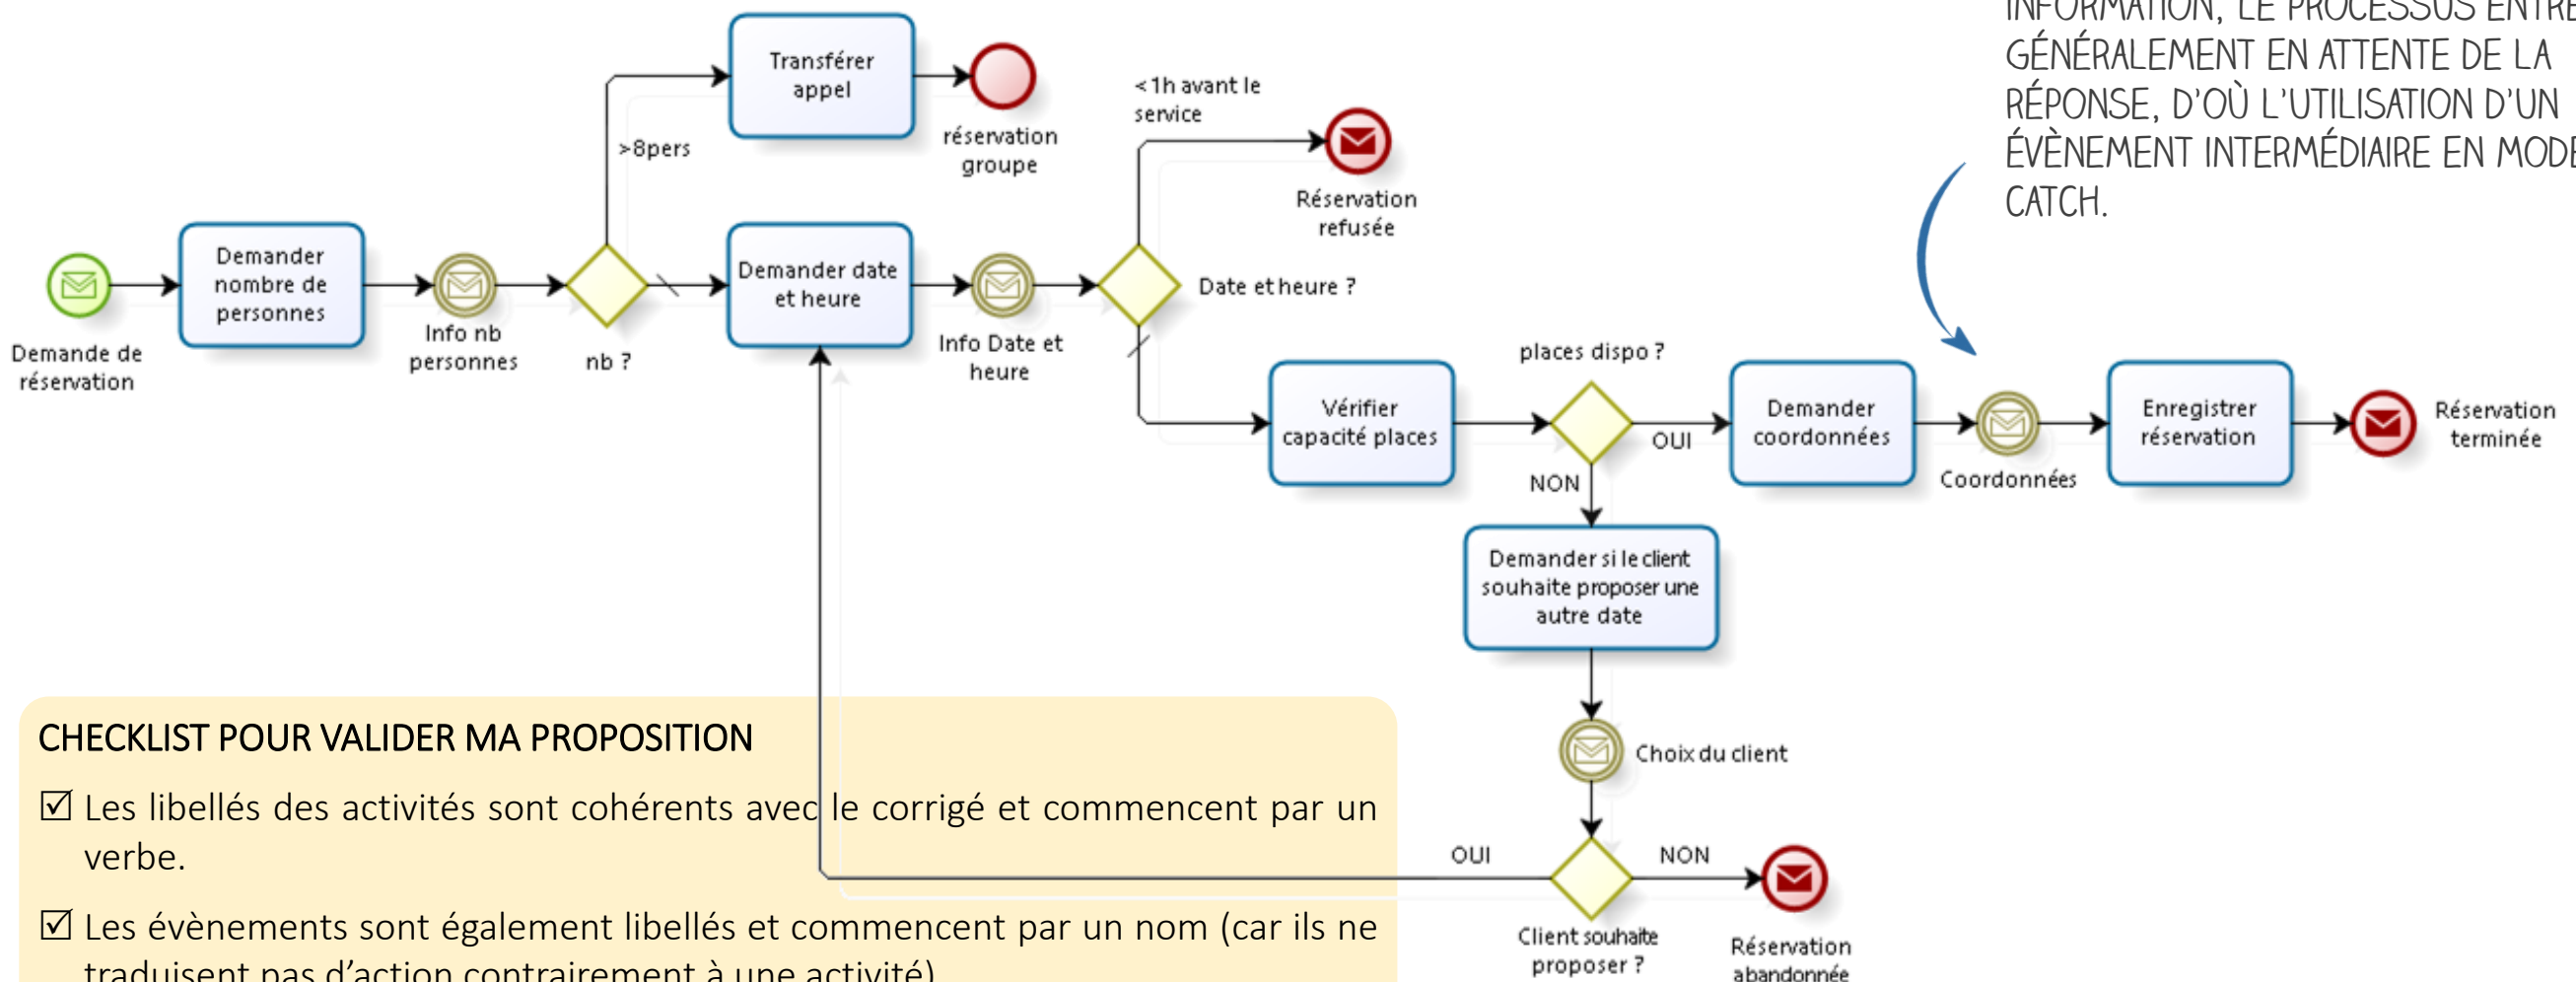 INFORMATION, LE PROCESSUS ENTRE
GÉNÉRALEMENT EN ATTENTE DE LA
RÉPONSE, D'OÙ L'UTILISATION D'UN
ÉVÈNEMENT INTERMÉDIAIRE EN MODE
CATCH.
Transférer
appel
réservation
groupe
>8pers
<1h avant le
service
Réservation
refusée
Demande de
réservation
Demander
nombre de
personnes
Info nb
personnes
nb ?
Demander date
et heure
Info Date et
heure
Date et heure ?
Vérifier
capacité places
places dispo ?
OUI
NON
Demander
coordonnées
Coordonnées
Enregistrer
réservation
Réservation
terminée
Demander si le client
souhaite proposer une
autre date
Choix du client
OUI
NON
Client souhaite
proposer ?
Réservation
abandonnée
CHECKLIST POUR VALIDER MA PROPOSITION
☑ Les libellés des activités sont cohérents avec le corrigé et commencent par un
verbe.
☑ Les évènements sont également libellés et commencent par un nom (car ils ne
traduisent pas d'action contrairement à une activité)